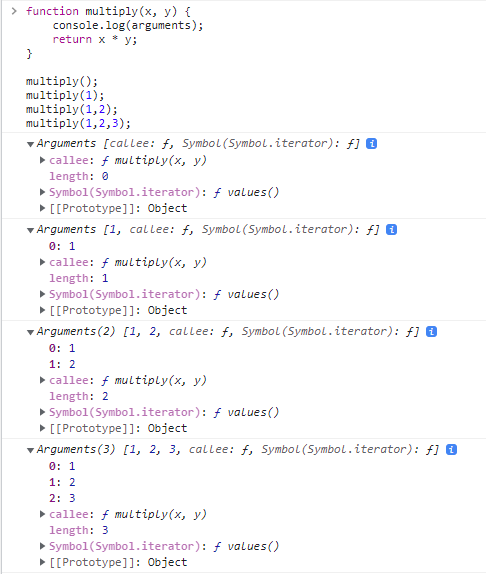 > function multiply(x, y) {
console.log(arguments);
return x * y;
}
multiply();
multiply(1);
multiply(1,2);
multiply(1,2,3);
▼Arguments [callee: ƒ, Symbol(Symbol.iterator): ƒ] i
▶callee: ƒ multiply(x, y)
length: 0
▶Symbol(Symbol.iterator): ƒ values()
▶[[Prototype]]: Object
▼Arguments [1, callee: ƒ, Symbol(Symbol.iterator): ƒ] i
0: 1
▶callee: ƒ multiply(x, y)
length: 1
▶Symbol(Symbol.iterator): ƒ values()
▶[[Prototype]]: Object
▼Arguments(2) [1, 2, callee: ƒ, Symbol(Symbol.iterator): ƒ] i
0: 1
1: 2
▶callee: ƒ multiply(x, y)
length: 2
▶Symbol(Symbol.iterator): ƒ values()
▶[[Prototype]]: Object
▼Arguments(3) [1, 2, 3, callee: ƒ, Symbol(Symbol.iterator): ƒ] i
0: 1
1: 2
2: 3
▶callee: ƒ multiply(x, y)
length: 3
▶Symbol(Symbol.iterator): ƒ values()
▶[[Prototype]]: Object